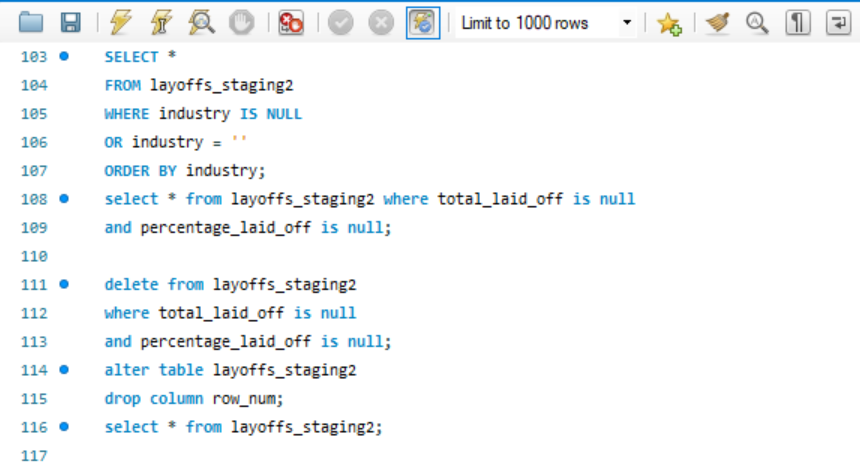 Limit to 1000 rows
103 SELECT *
104 FROM layoffs_staging2
105 WHERE industry IS NULL
106 OR industry = ''
107 ORDER BY industry;
108 select * from layoffs_staging2 where total_laid_off is null
109 and percentage_laid_off is null;
110
111 delete from layoffs_staging2
112 where total_laid_off is null
113 and percentage_laid_off is null;
114 alter table layoffs_staging2
115 drop column row_num;
116 select * from layoffs_staging2;
117